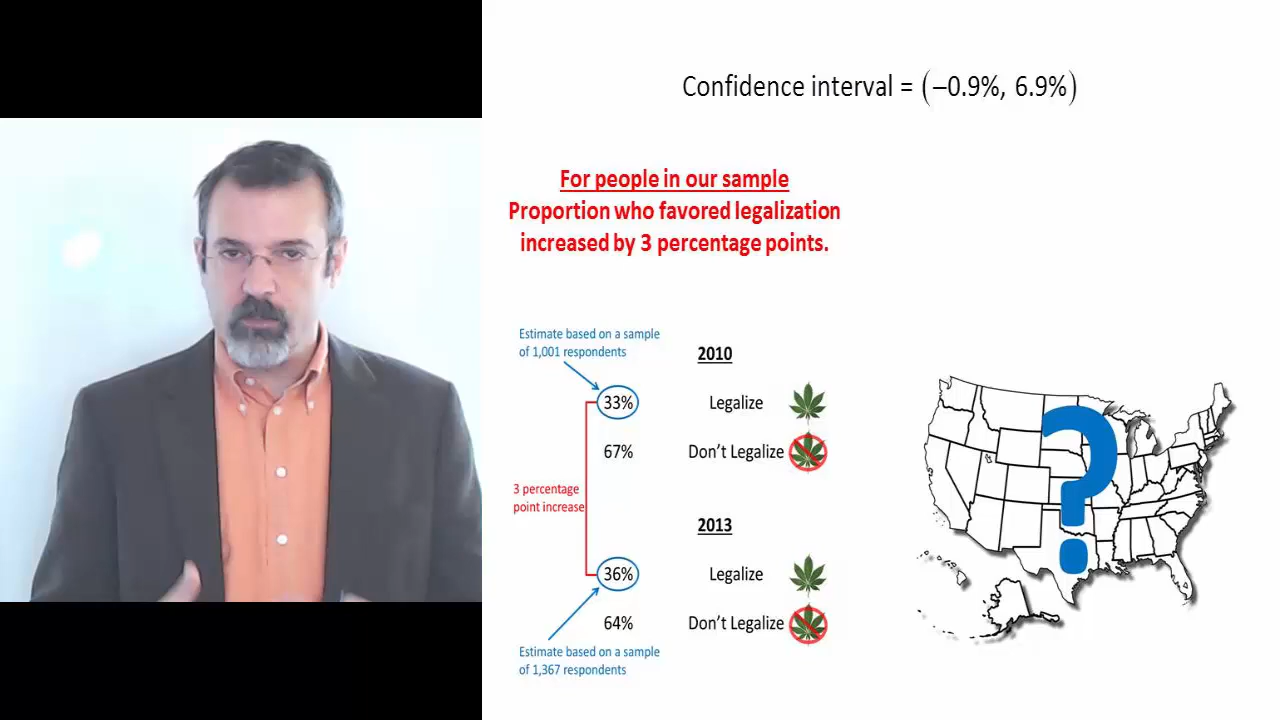 Confidence interval = (–0.9%, 6.9%)
For people in our sample
Proportion who favored legalization
increased by 3 percentage points.
Estimate based on a sample
of 1,001 respondents
2010
33% Legalize
67% Don’t Legalize
3 percentage
point increase
2013
36% Legalize
64% Don’t Legalize
Estimate based on a sample
of 1,367 respondents
?